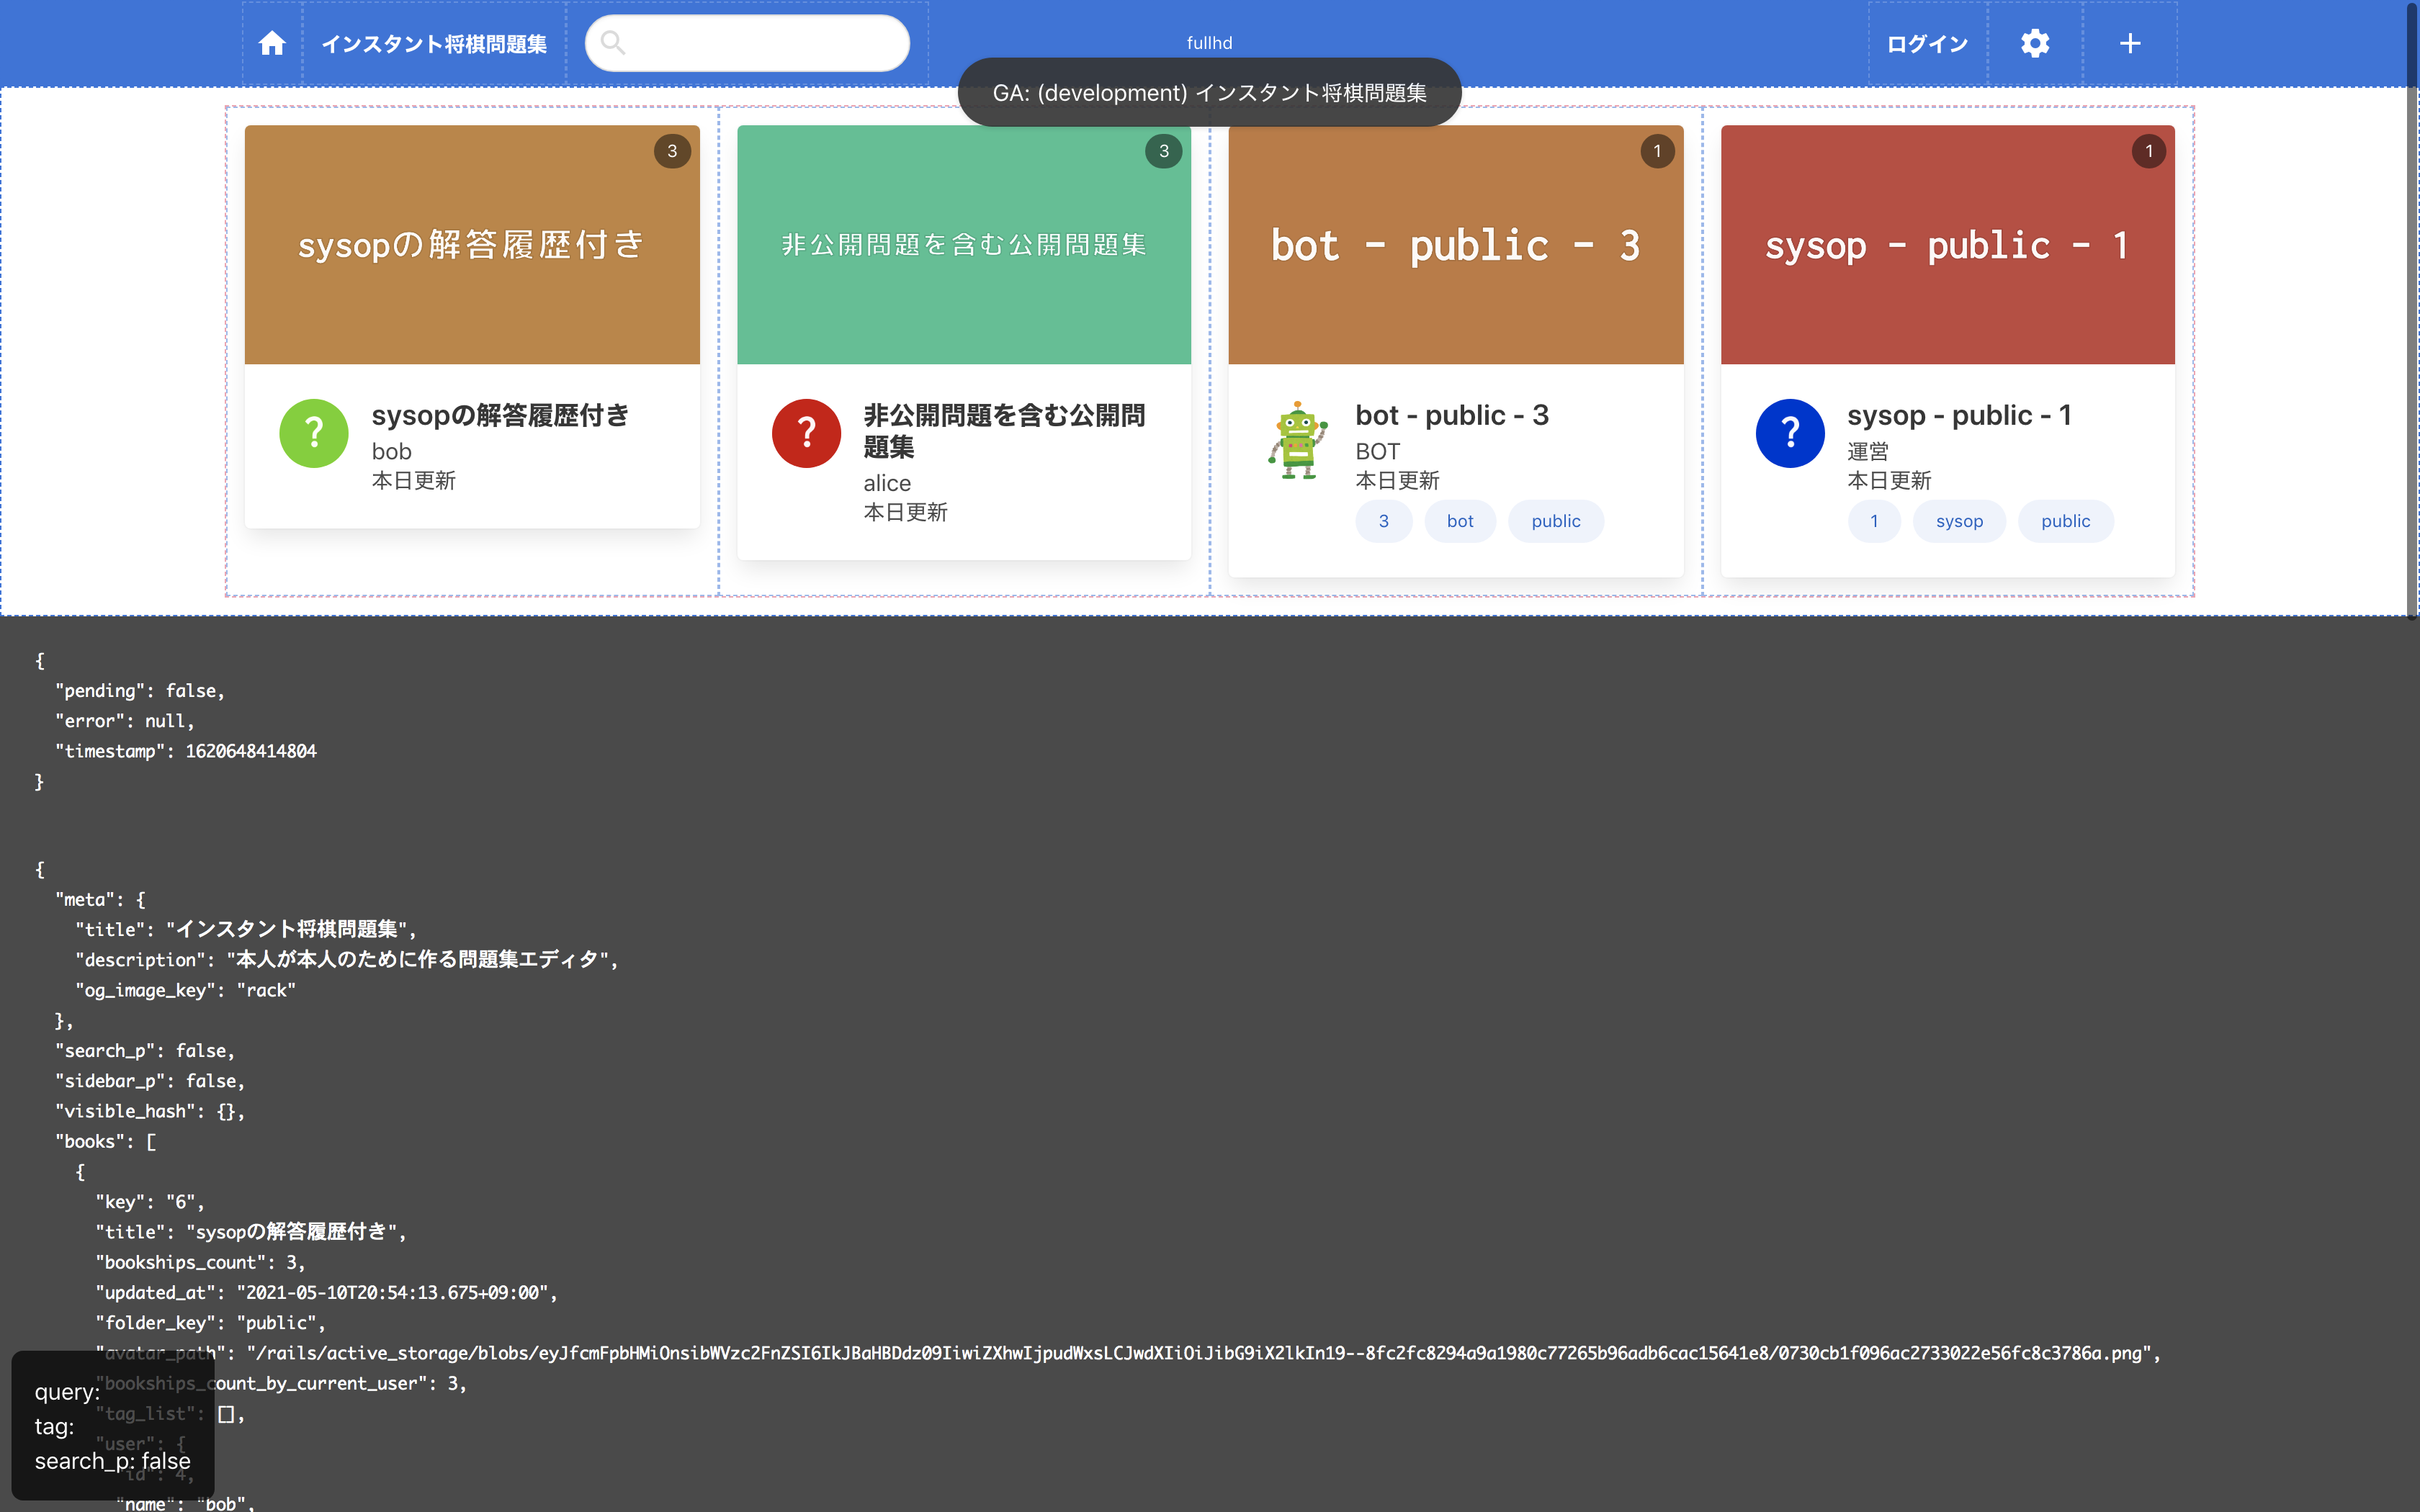 インスタント将棋問題集
fullhd
ログイン
GA: (development) インスタント将棋問題集
3
sysopの解答履歴付き
?
sysopの解答履歴付き
bob
本日更新
3
非公開問題を含む公開問題集
?
非公開問題を含む公開問
題集
alice
本日更新
1
bot - public - 3
bot - public - 3
BOT
本日更新
3 bot public
1
sysop - public - 1
?
sysop - public - 1
運営
本日更新
1 sysop public
{
"pending": false,
"error": null,
"timestamp": 1620648414804
}
{
"meta": {
"title": "インスタント将棋問題集",
"description": "本人が本人のために作る問題集エディタ",
"og_image_key": "rack"
},
"search_p": false,
"sidebar_p": false,
"visible_hash": {},
"books": [
{
"key": "6",
"title": "sysopの解答履歴付き",
"bookships_count": 3,
"updated_at": "2021-05-10T20:54:13.675+09:00",
"folder_key": "public",
"avatar_path": "/rails/active_storage/blobs/eyJfcmFpbHMiOnsibWVzc2FnZSI6IkJBaHBDdz09IiwiZXhwIjpudWxsLCJwdXIiOiJibG9iX2lkIn19--8fc2fc8294a9a1980c77265b96adb6cac15641e8/0730cb1f096ac2733022e56fc8c3786a.png",
"bookships_count_by_current_user": 3,
"tag_list": [],
"user": {
"id": 4,
"name": "bob",
query:
tag:
search_p: false